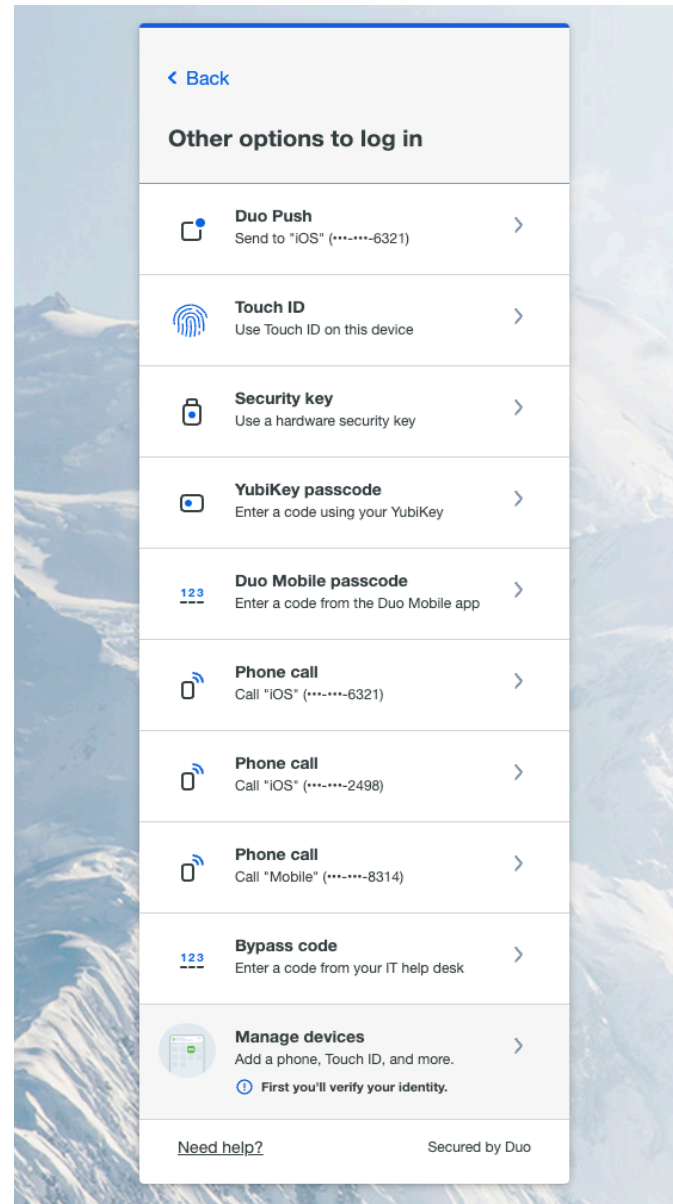 Back
Other options to log in
Duo Push
Send to "iOS" (•••-•••-6321)
Touch ID
Use Touch ID on this device
Security key
Use a hardware security key
YubiKey passcode
Enter a code using your YubiKey
123
Duo Mobile passcode
Enter a code from the Duo Mobile app
Phone call
Call "iOS" (•••-•••-6321)
Phone call
Call "iOS" (•••-•••-2498)
Phone call
Call "Mobile" (•••-•••-8314)
123
Bypass code
Enter a code from your IT help desk
Manage devices
Add a phone, Touch ID, and more.
First you'll verify your identity.
Need help? Secured by Duo